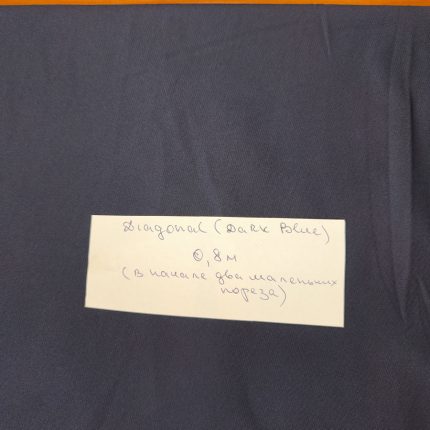 Diagonal (Dark Blue)
0,8м
(в начале два маленьких
пореза)